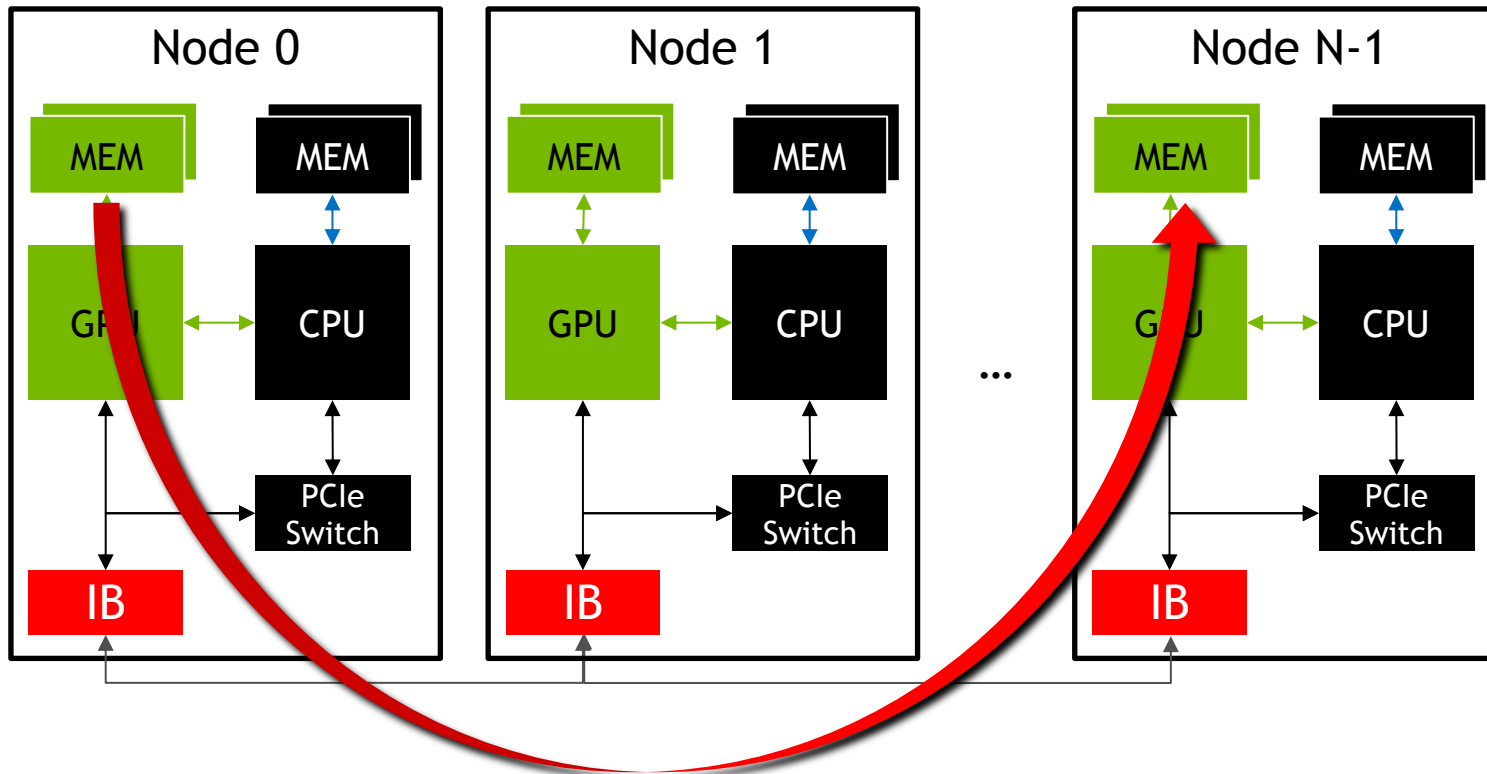 Node 0
MEM
MEM
GPU
CPU
PCIe
Switch
IB
Node 1
MEM
MEM
GPU
CPU
PCIe
Switch
IB
...
Node N-1
MEM
MEM
GPU
CPU
PCIe
Switch
IB